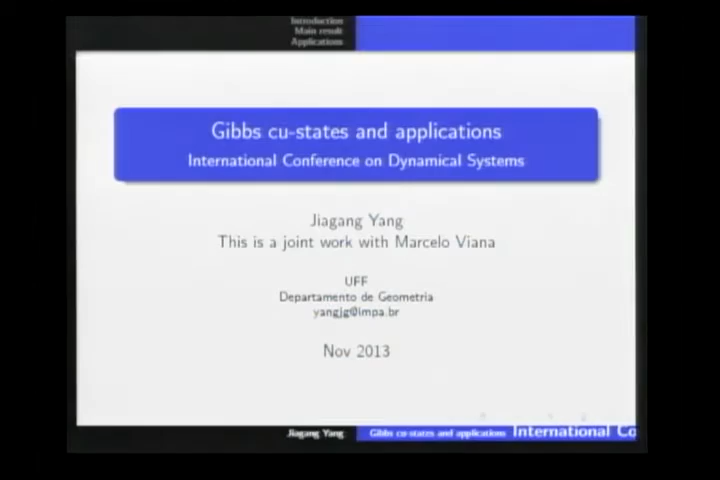 Introduction
Main result
Applications
Gibbs cu-states and applications
International Conference on Dynamical Systems
Jiagang Yang
This is a joint work with Marcelo Viana
UFF
Departamento de Geometria
yangjg@impa.br
Nov 2013
Jiagang Yang
Gibbs cu-states and applications
International Co